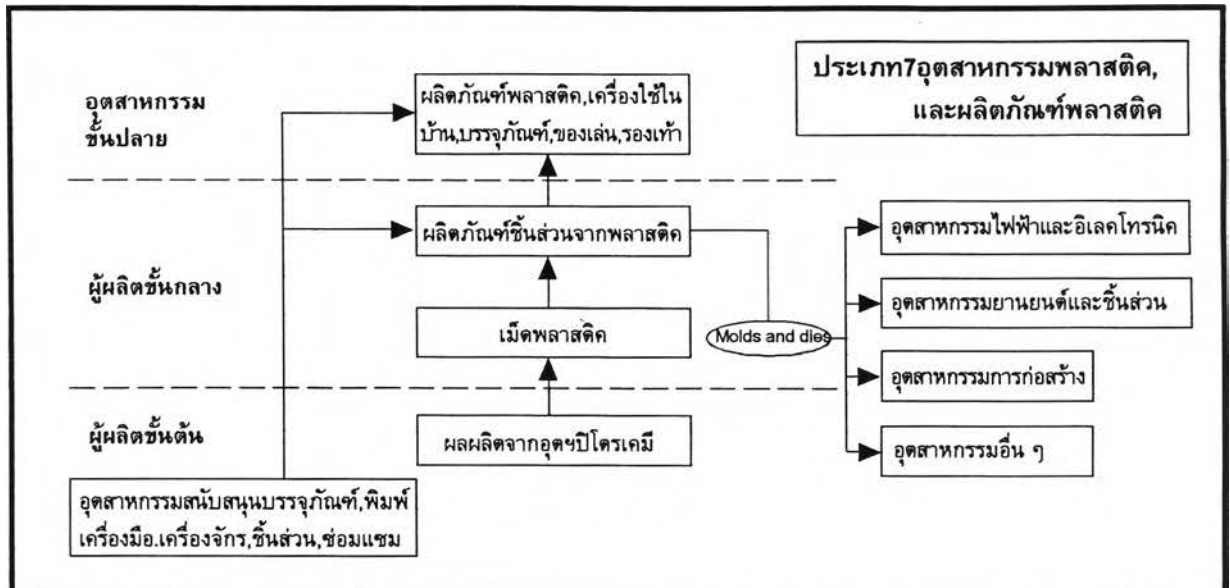 ประเภท7อุตสาหกรรมพลาสติค,
และผลิตภัณฑ์พลาสติค
อุตสาหกรรม
ขั้นปลาย
ผลิตภัณฑ์พลาสติค,เครื่องใช้ใน
บ้าน,บรรจุภัณฑ์,ของเล่น,รองเท้า
ผู้ผลิตขั้นกลาง
ผลิตภัณฑ์ชิ้นส่วนจากพลาสติค
เม็ดพลาสติค
Molds and dies
อุตสาหกรรมไฟฟ้าและอิเลคโทรนิค
อุตสาหกรรมยานยนต์และชิ้นส่วน
อุตสาหกรรมการก่อสร้าง
อุตสาหกรรมอื่น ๆ
ผู้ผลิตขั้นต้น
ผลผลิตจากอุตฯปิโตรเคมี
อุตสาหกรรมสนับสนุนบรรจุภัณฑ์,พิมพ์
เครื่องมือ.เครื่องจักร,ชิ้นส่วน,ซ่อมแซม